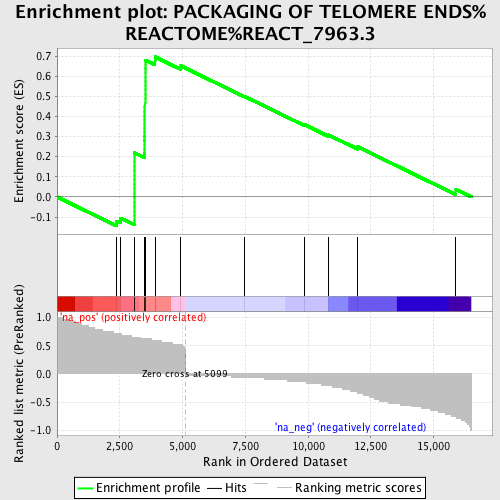 Enrichment plot: PACKAGING OF TELOMERE ENDS%
REACTOME%REACT_7963.3
Enrichment score (ES)
0.7
0.6
0.5
0.4
0.3
0.2
0.1
0.0
-0.1
Ranked list metric (PreRanked)
1.0
0.5
0.0
-0.5
-1.0
'na_pos' (positively correlated)
Zero cross at 5099
'na_neg' (negatively correlated)
0
2,500
5,000
7,500
10,000
12,500
15,000
Rank in Ordered Dataset
Enrichment profile
Hits
Ranking metric scores